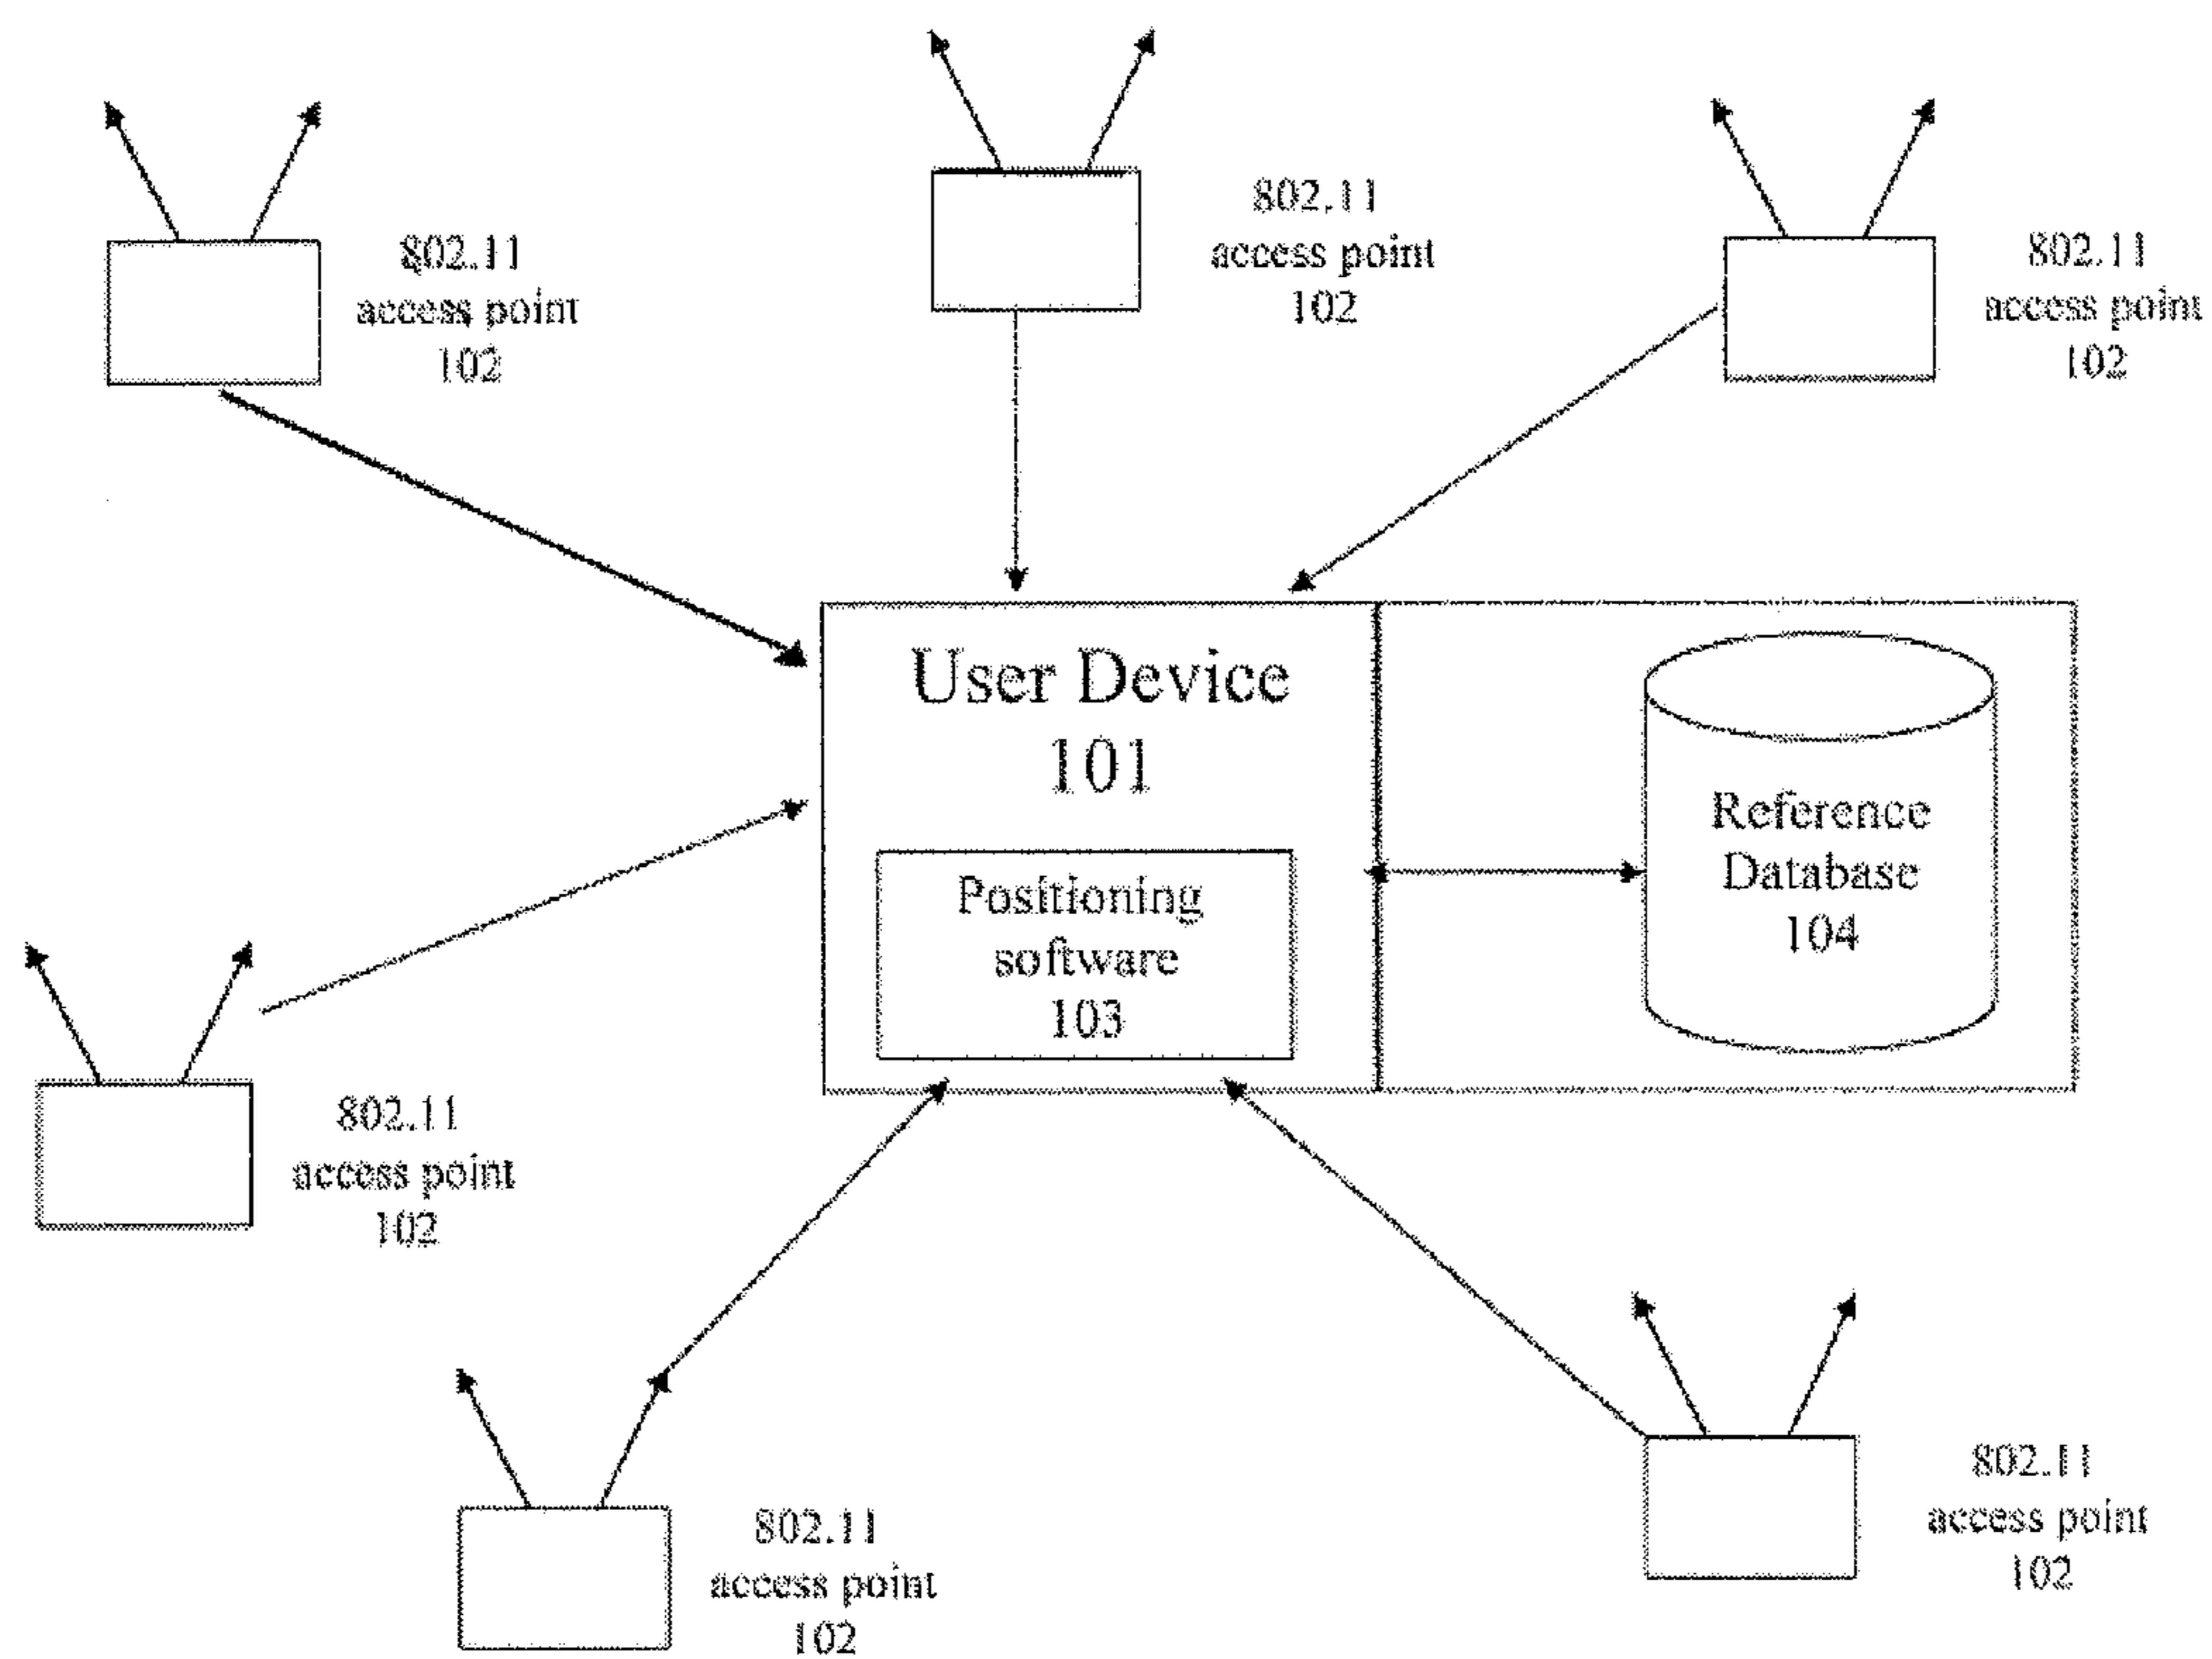 802.11
access point
102
802.11
access point
102
802.11
access point
102
User Device
101
Positioning
software
103
Reference
Database
104
802.11
access point
102
802.11
access point
102
802.11
access point
102